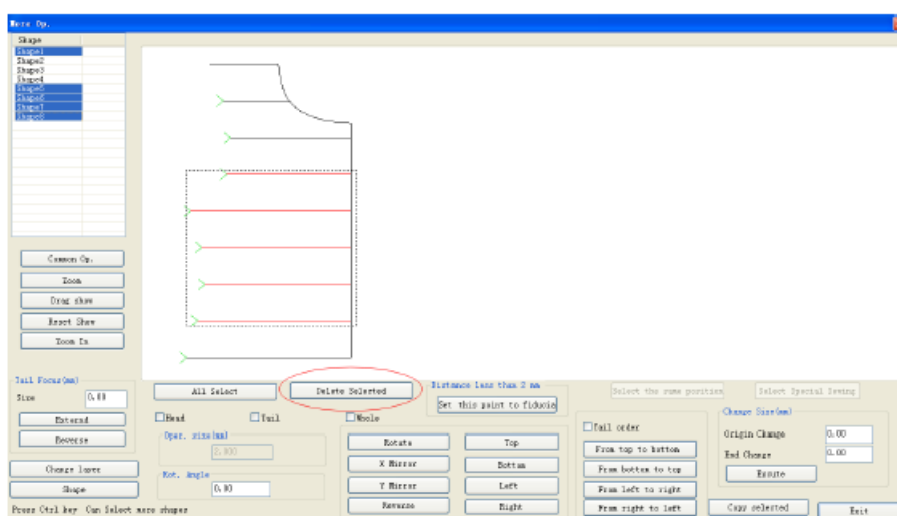 More Op.
Shape
Shape1
Shape2
Shape3
Shape4
Shape5
Shape6
Shape7
Shape8
Common Op.
Zoom
Drag show
Reset Show
Zoom In
Tail Focus(mm)
Size 0.00
Extend
Reverse
Change layer
Shape
All Select
Delete Selected
Distance less than 2 mm
Set this point to fiducia
Select the same position
Select Special Sewing
Head
Tail
Whole
Oper. size(mm)
2.000
Rot. Angle
0.00
Rotate
Top
X Mirror
Bottam
Y Mirror
Left
Reverse
Right
Tail order
From top to bottom
From bottom to top
From left to right
From right to left
Change Size(mm)
Origin Change 0.00
End Change 0.00
Copy selected
Exit
Press Ctrl key Can Select more shapes